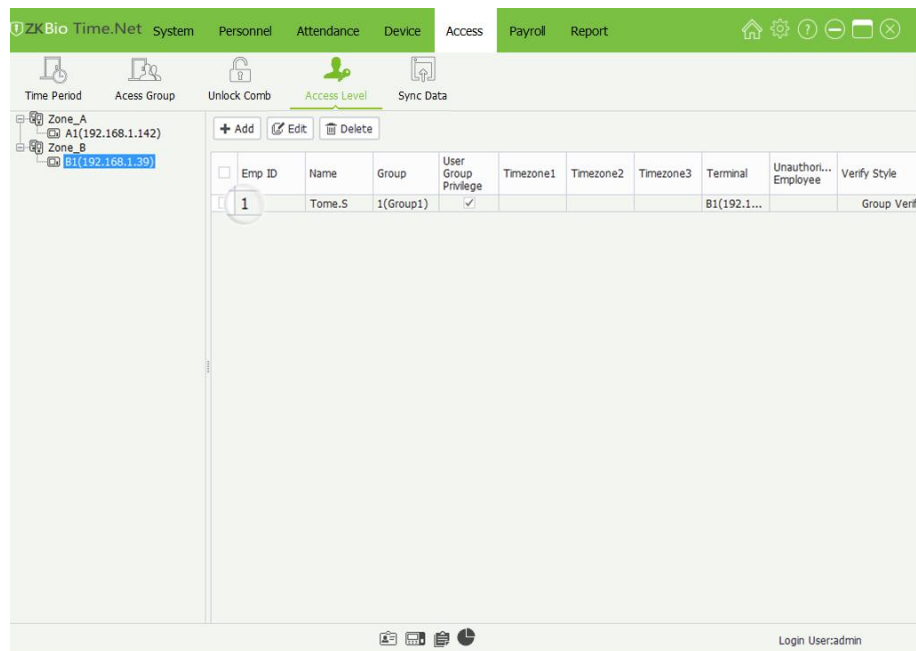 ZKBio Time.Net System Personnel Attendance Device Access Payroll Report
Time Period Acess Group Unlock Comb Access Level Sync Data
Zone_A
A1(192.168.1.142)
Zone_B
B1(192.168.1.39)
Add Edit Delete
Emp ID Name Group User Group Privilege Timezone1 Timezone2 Timezone3 Terminal Unauthori... Employee Verify Style
1 Tome.S 1(Group1) B1(192.1... Group Verif
Login User:admin